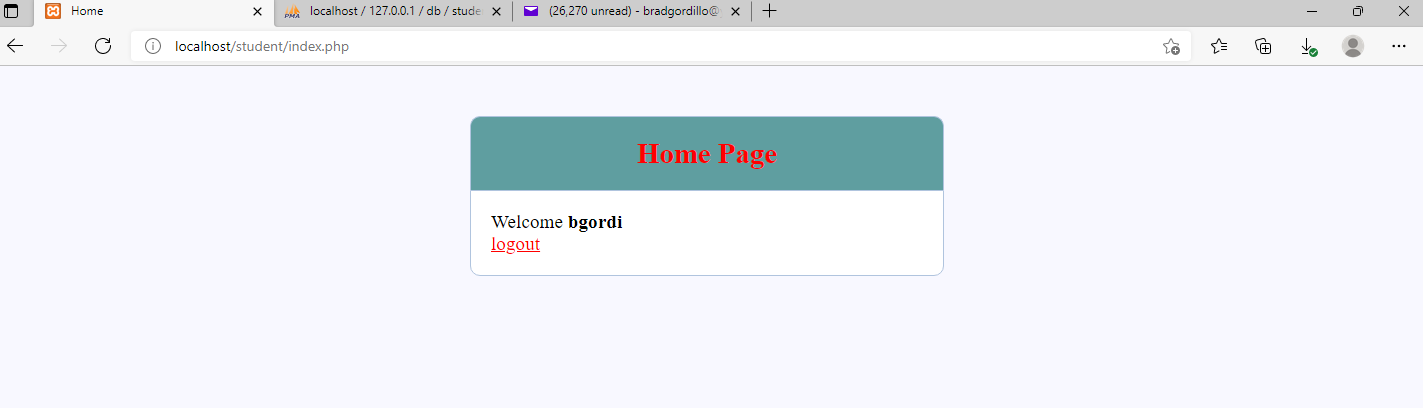 Home
localhost / 127.0.0.1 / db / stude
(26,270 unread) - bradgordillo@
localhost/student/index.php
Home Page
Welcome bgordi
logout